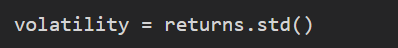 volatility = returns.std()